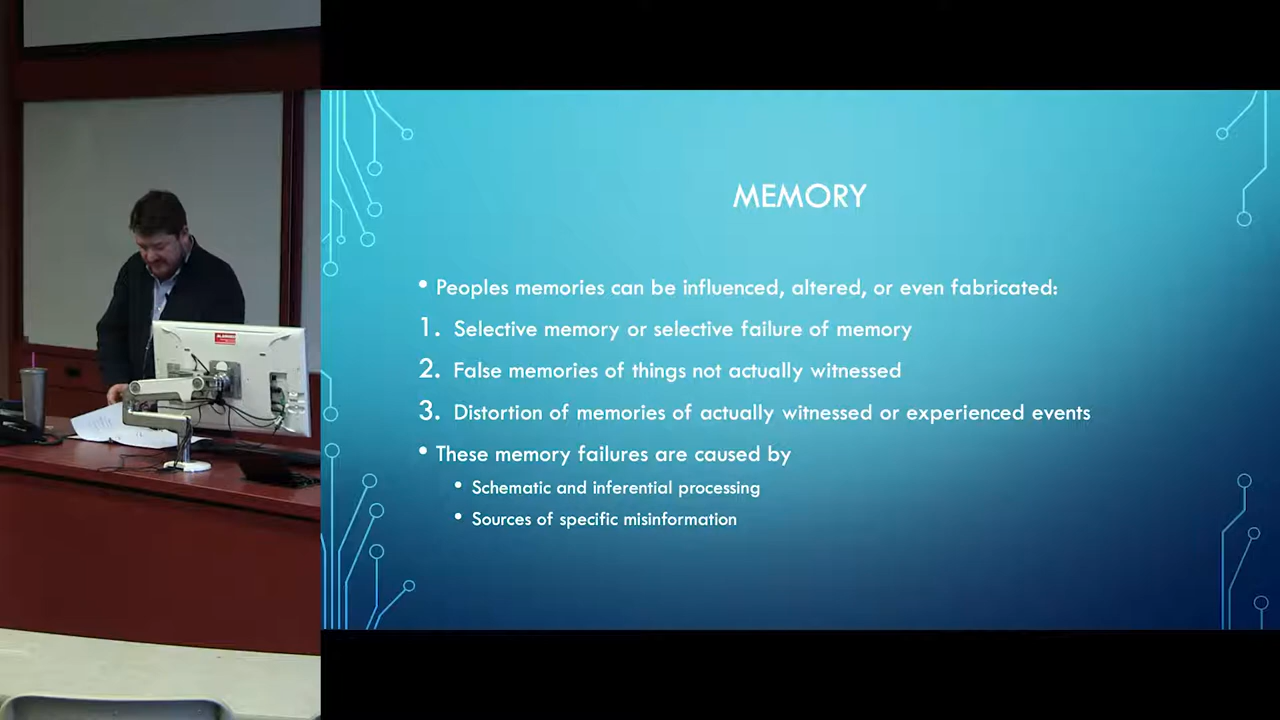 MEMORY
• Peoples memories can be influenced, altered, or even fabricated:
1. Selective memory or selective failure of memory
2. False memories of things not actually witnessed
3. Distortion of memories of actually witnessed or experienced events
• These memory failures are caused by
• Schematic and inferential processing
• Sources of specific misinformation